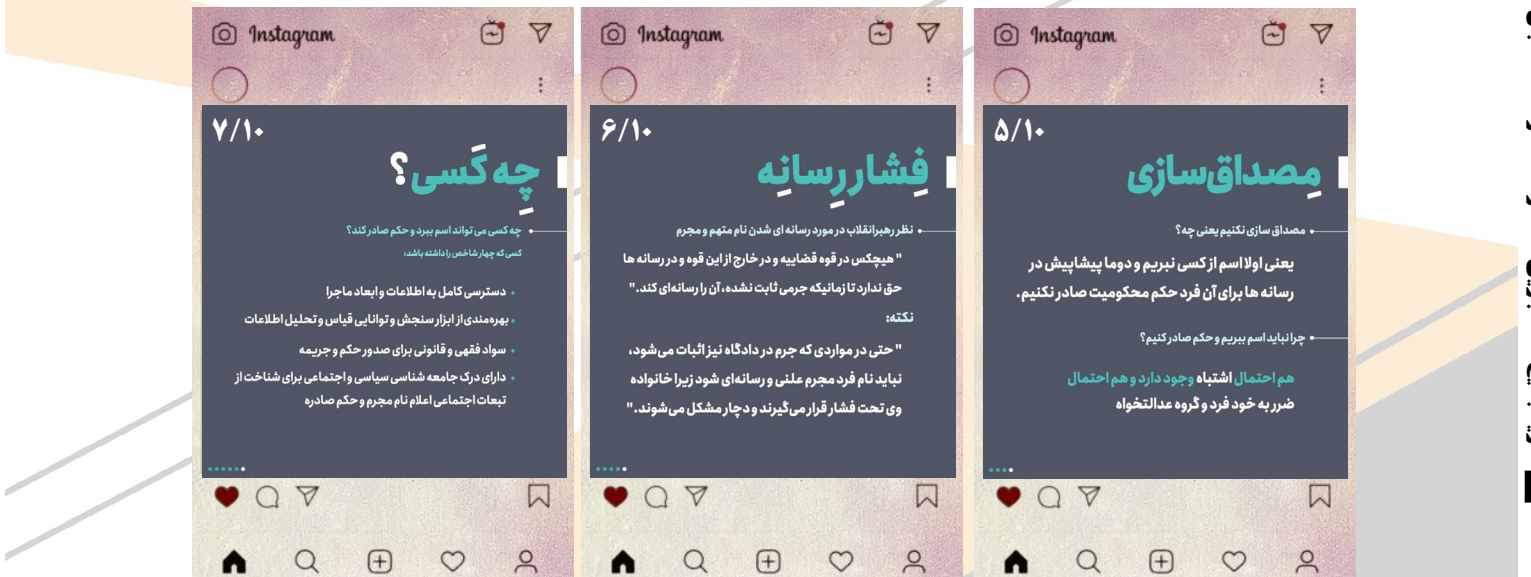 Instagram
۵/۱۰
مِصداق‌سازی
مصداق سازی نکنیم یعنی چه؟
یعنی اولا اسم از کسی نبریم و دوما پیشاپیش در
رسانه ها برای آن فرد حکم محکومیت صادر نکنیم.
چرا نباید اسم ببریم و حکم صادر کنیم؟
هم احتمال اشتباه وجود دارد و هم احتمال
ضرر به خود فرد و گروه عدالتخواه
Instagram
۶/۱۰
فِشار رِسانِه
نظر رهبرانقلاب در مورد رسانه ای شدن نام متهم و مجرم
" هیچکس در قوه قضاییه و در خارج از این قوه و در رسانه ها
حق ندارد تا زمانیکه جرمی ثابت نشده، آن را رسانه‌ای کند."
نکته:
" حتی در مواردی که جرم در دادگاه نیز اثبات می‌شود،
نباید نام فرد مجرم علنی و رسانه‌ای شود زیرا خانواده
وی تحت فشار قرار می‌گیرند و دچار مشکل می‌شوند."
Instagram
۷/۱۰
چِه کَسی؟
چه کسی می تواند اسم ببرد و حکم صادر کند؟
کسی که چهار شاخص را داشته باشد:
• دسترسی کامل به اطلاعات و ابعاد ماجرا
• بهره‌مندی از ابزار سنجش و توانایی قیاس و تحلیل اطلاعات
• سواد فقهی و قانونی برای صدور حکم و جریمه
• دارای درک جامعه شناسی سیاسی و اجتماعی برای شناخت از
تبعات اجتماعی اعلام نام مجرم و حکم صادره